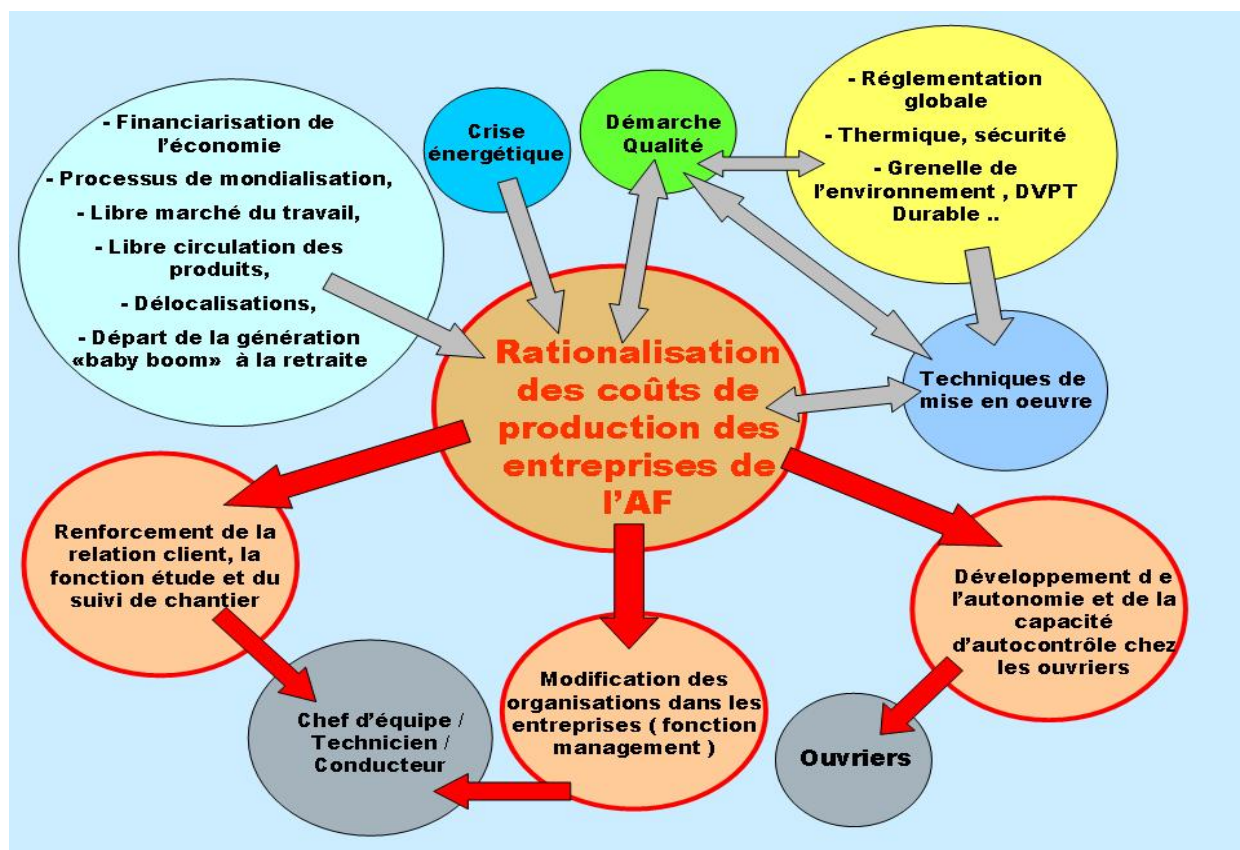 - Financiarisation de
l'économie
- Processus de mondialisation,
- Libre marché du travail,
- Libre circulation des
produits,
- Délocalisations,
- Départ de la génération
«baby boom» à la retraite
Crise
énergétique
Démarche
Qualité
- Réglementation
globale
- Thermique, sécurité
- Grenelle de
l'environnement , DVPT
Durable ..
Rationalisation
des coûts de
production des
entreprises de
l'AF
Techniques de
mise en oeuvre
Renforcement de la
relation client, la
fonction étude et du
suivi de chantier
Développement d e
l'autonomie et de la
capacité
d'autocontrôle chez
les ouvriers
Modification des
organisations dans les
entreprises ( fonction
management )
Chef d'équipe /
Technicien /
Conducteur
Ouvriers